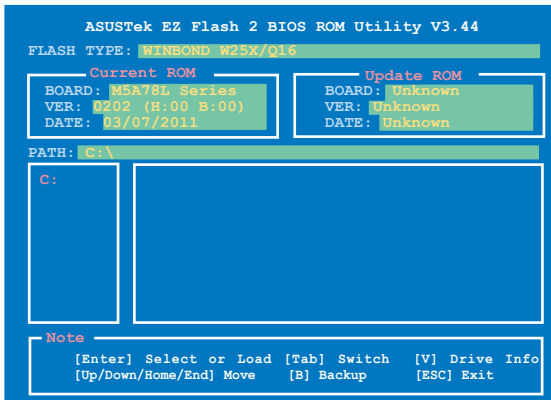 ASUSTek EZ Flash 2 BIOS ROM Utility V3.44
FLASH TYPE: WINBOND W25X/Q16
Current ROM
BOARD: M5A78L Series
VER: 0202 (H:00 B:00)
DATE: 03/07/2011
Update ROM
BOARD: Unknown
VER: Unknown
DATE: Unknown
PATH: C:\
C:
Note
[Enter] Select or Load [Tab] Switch [V] Drive Info
[Up/Down/Home/End] Move [B] Backup [ESC] Exit